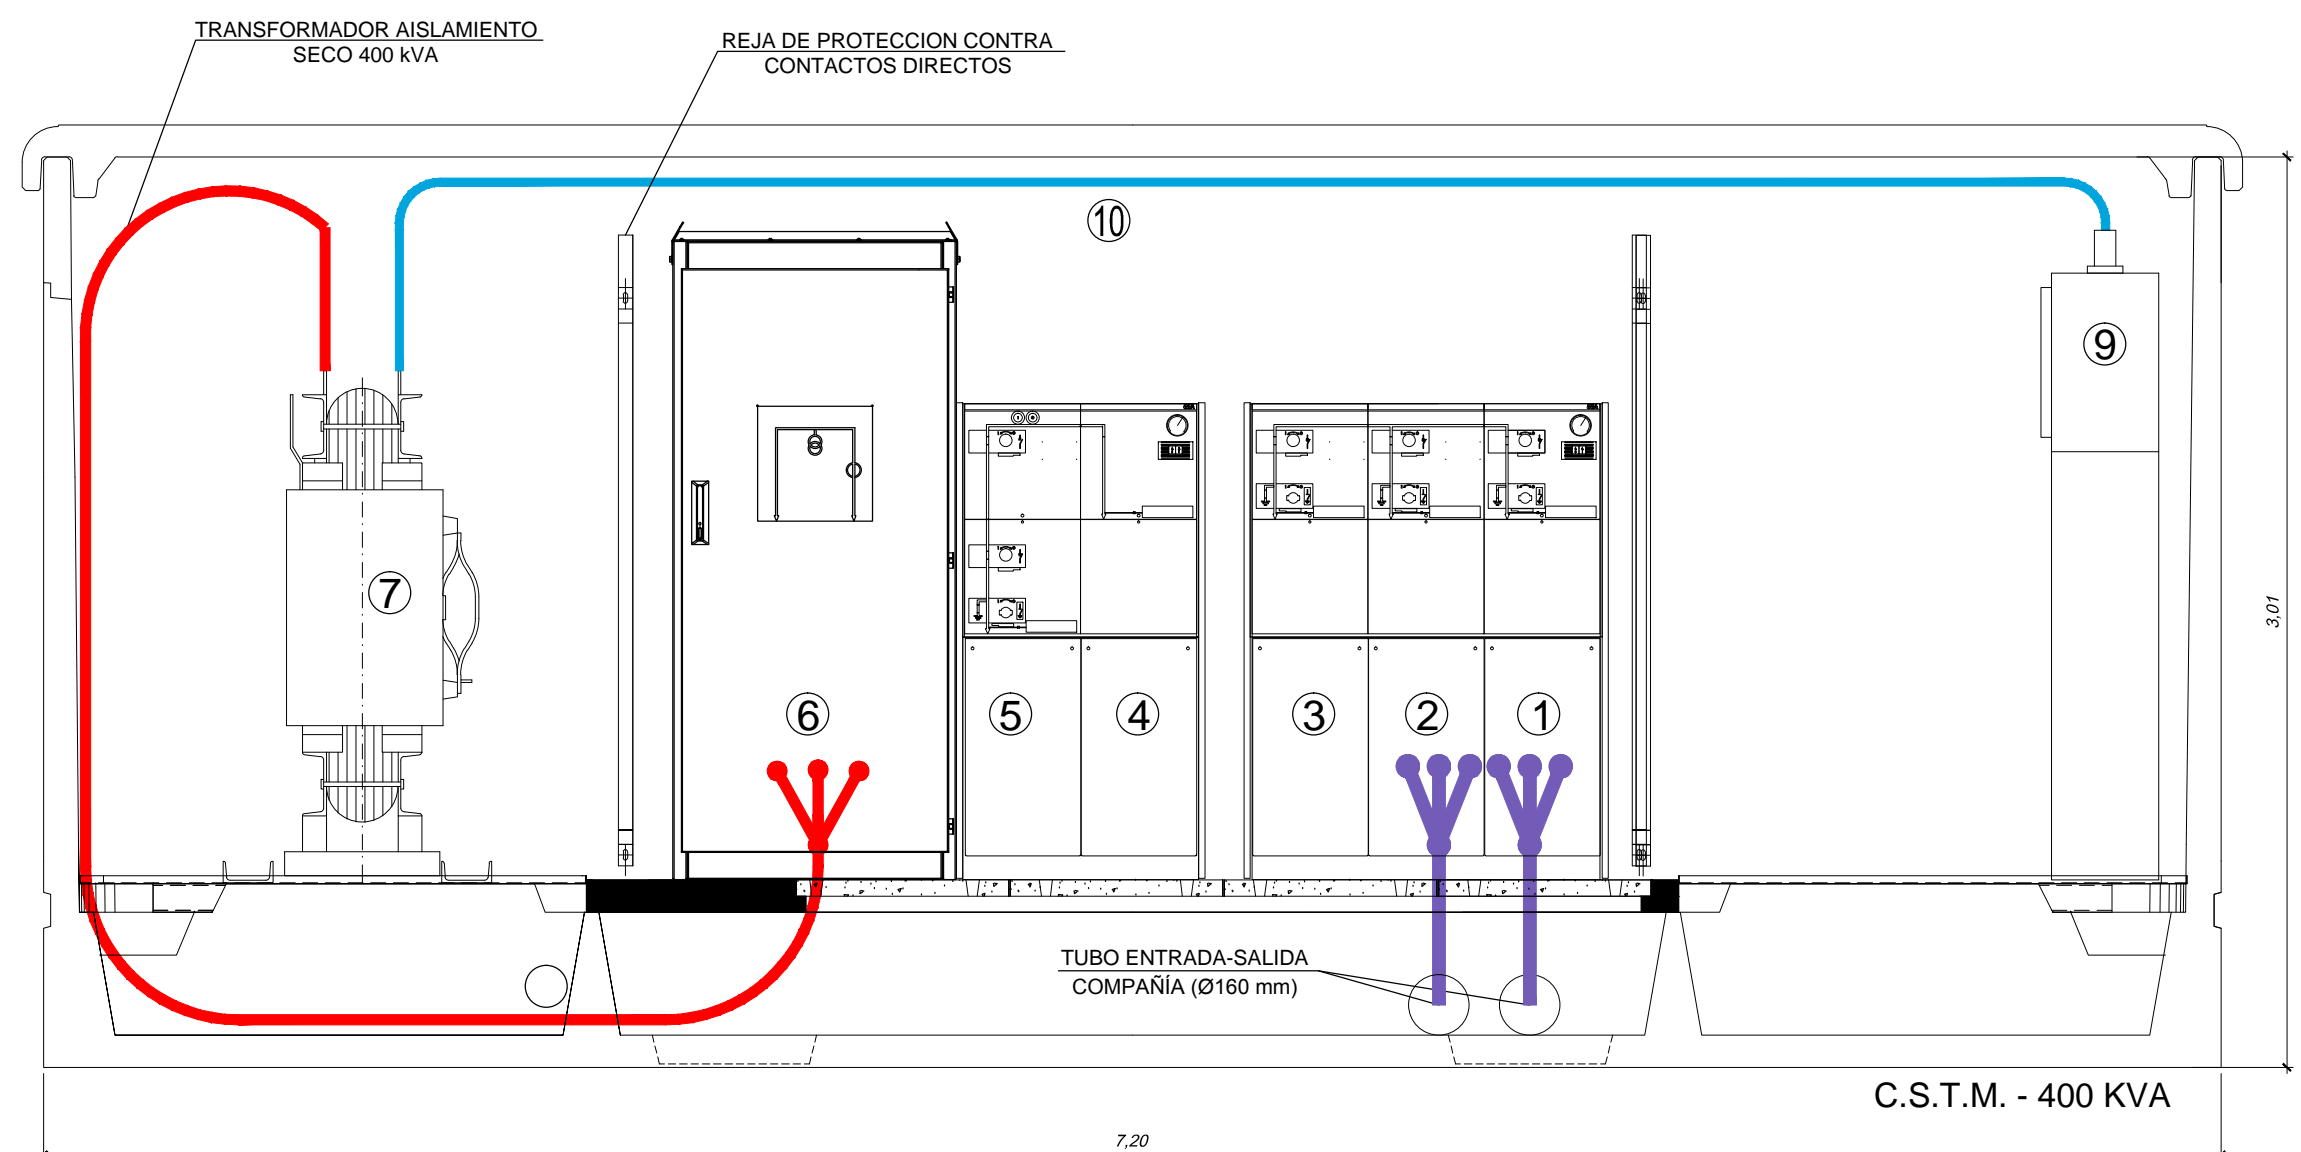 TRANSFORMADOR AISLAMIENTO
SECO 400 kVA
REJA DE PROTECCION CONTRA
CONTACTOS DIRECTOS
10
9
7
6
5
4
3
2
1
3,01
TUBO ENTRADA-SALIDA
COMPAÑÍA (Ø160 mm)
C.S.T.M. - 400 KVA
7,20